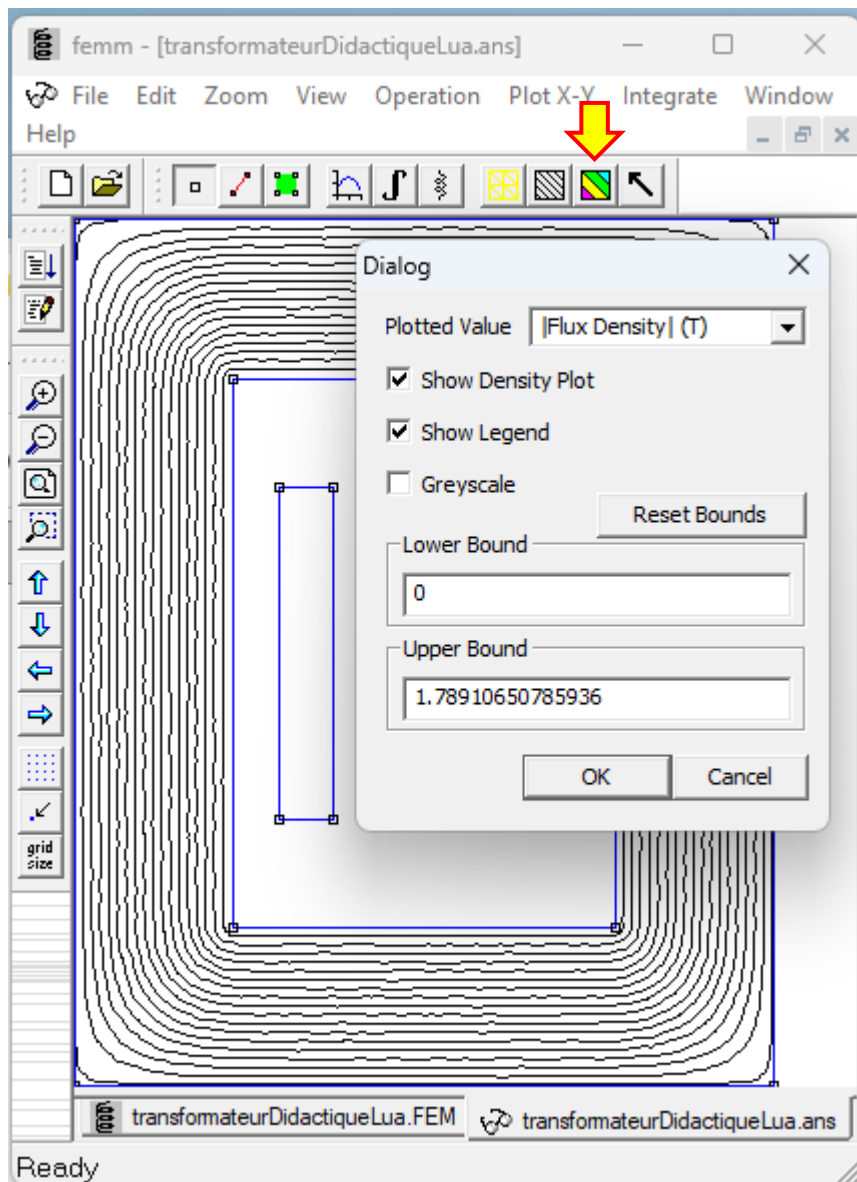 femm - [transformateurDidactiqueLua.ans]
File Edit Zoom View Operation Plot X-Y Integrate Window
Help
Dialog
Plotted Value |Flux Density| (T)
Show Density Plot
Show Legend
Greyscale
Reset Bounds
Lower Bound
0
Upper Bound
1.78910650785936
OK Cancel
grid
size
transformateurDidactiqueLua.FEM transformateurDidactiqueLua.ans
Ready